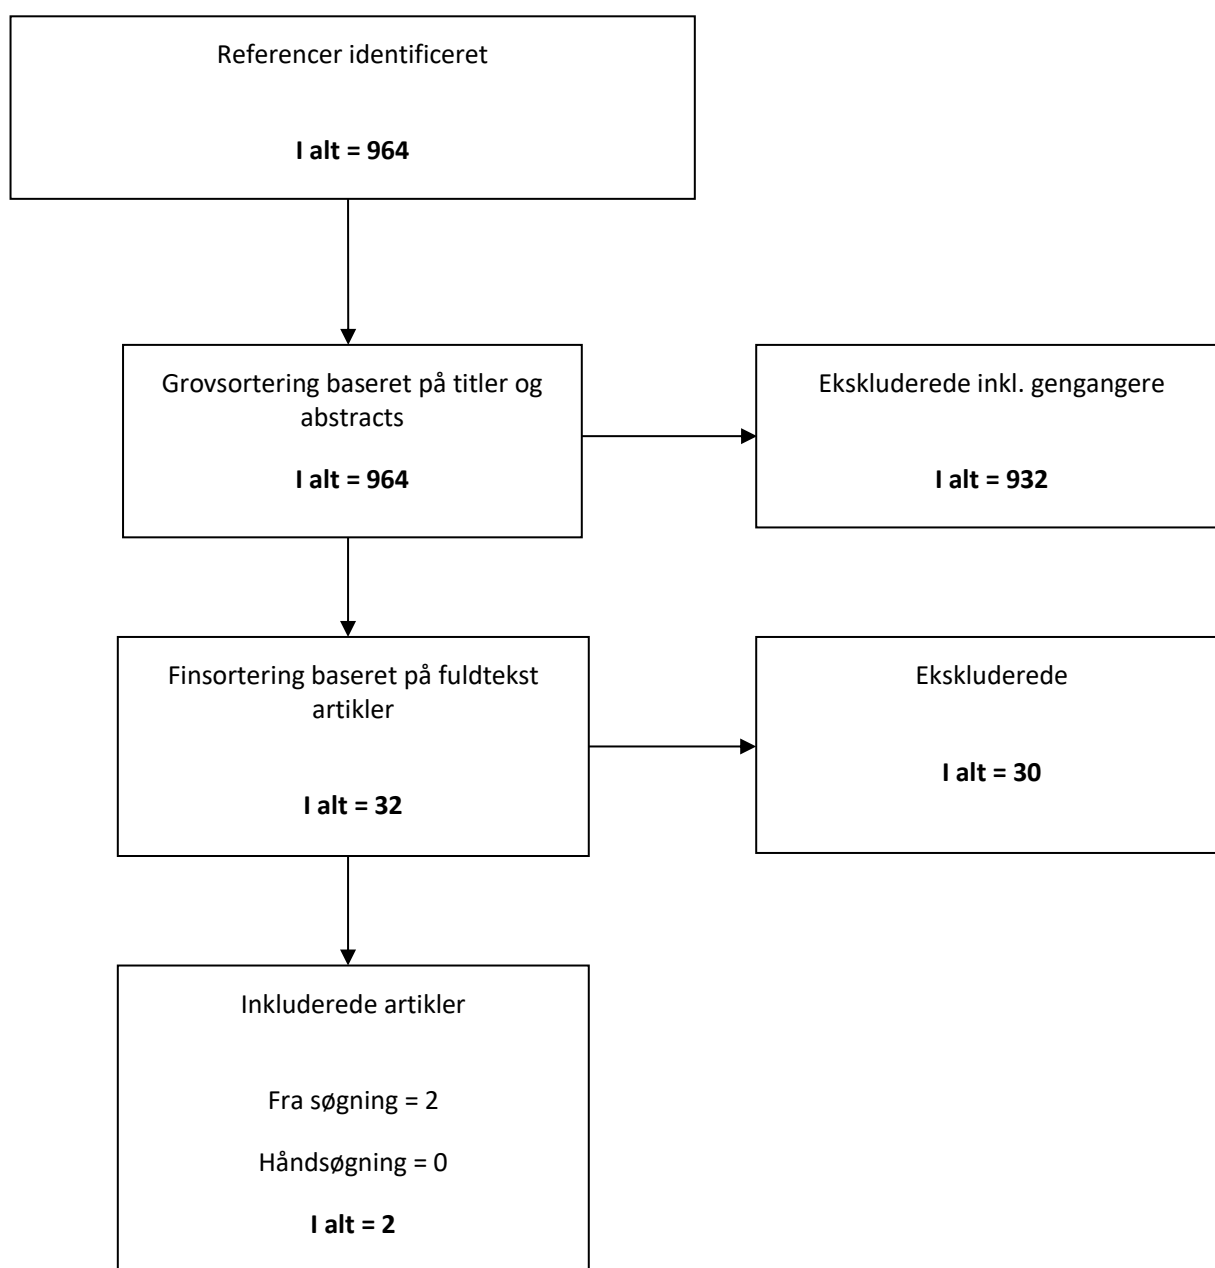 Referencer identificeret
I alt = 964
Grovsortering baseret på titler og
abstracts
I alt = 964
Ekskluderede inkl. gengangere
I alt = 932
Finsortering baseret på fuldtekst
artikler
I alt = 32
Ekskluderede
I alt = 30
Inkluderede artikler
Fra søgning = 2
Håndsøgning = 0
I alt = 2